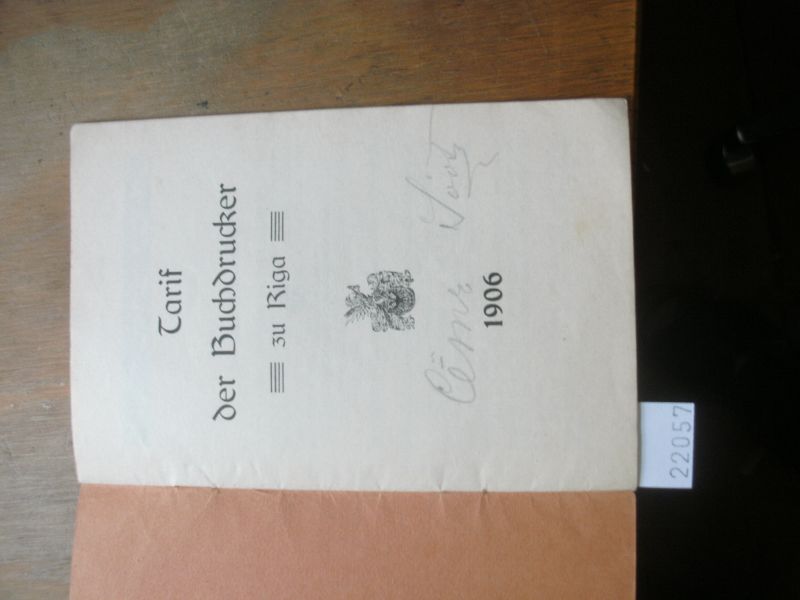 Tarif
der Buchdrucker
zu Riga
1906
22057